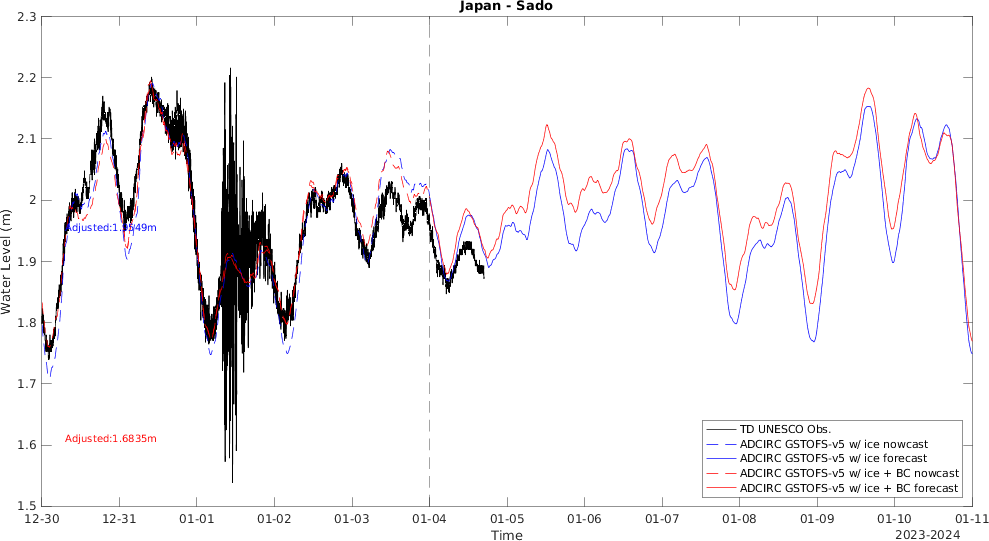 Japan - Sado
2.3
2.2
2.1
2
1.9
1.8
1.7
1.6
1.5
Water Level (m)
Adjusted:1.9549m
Adjusted:1.6835m
TD UNESCO Obs.
ADCIRC GSTOFS-v5 w/ ice nowcast
ADCIRC GSTOFS-v5 w/ ice forecast
ADCIRC GSTOFS-v5 w/ ice + BC nowcast
ADCIRC GSTOFS-v5 w/ ice + BC forecast
12-30 12-31 01-01 01-02 01-03 01-04 01-05 01-06 01-07 01-08 01-09 01-10 01-11
Time
2023-2024